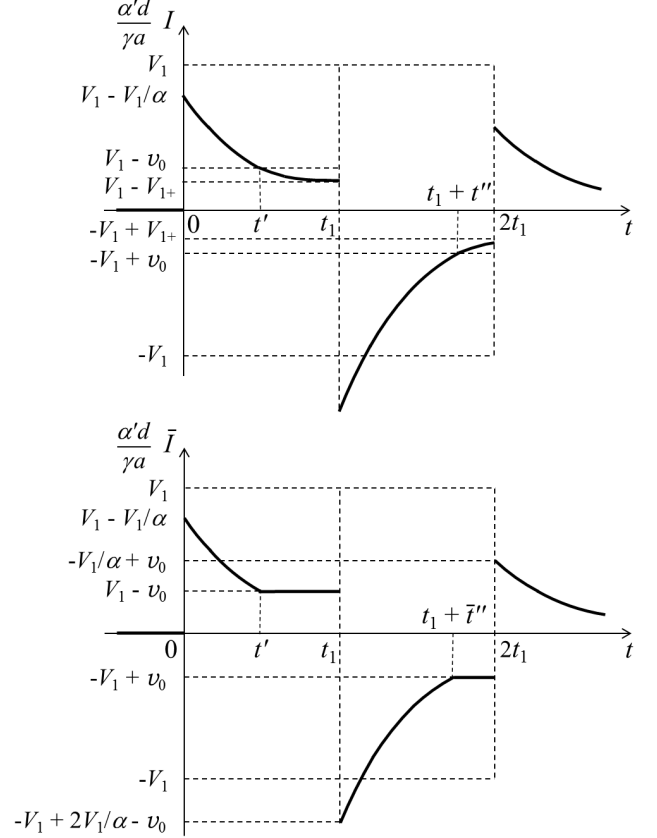 α′d/γa I
V₁
V₁ - V₁/α
V₁ - υ₀
V₁ - V₁₊
t₁ + t″
0 t′ t₁ 2t₁ t
-V₁ + V₁₊
-V₁ + υ₀
-V₁
α′d/γa Ī
V₁
V₁ - V₁/α
-V₁/α + υ₀
V₁ - υ₀
t₁ + t̄″
0 t′ t₁ 2t₁ t
-V₁ + υ₀
-V₁
-V₁ + 2V₁/α - υ₀